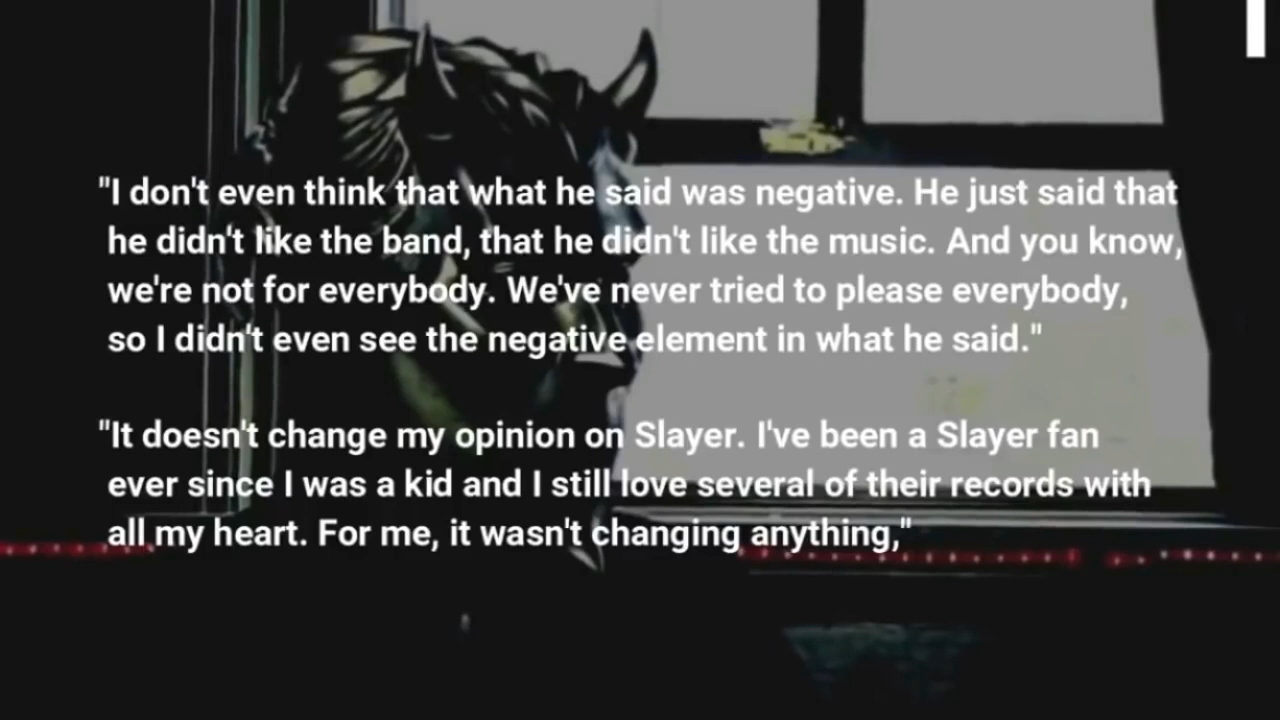 "I don't even think that what he said was negative. He just said that
he didn't like the band, that he didn't like the music. And you know,
we're not for everybody. We've never tried to please everybody,
so I didn't even see the negative element in what he said."
"It doesn't change my opinion on Slayer. I've been a Slayer fan
ever since I was a kid and I still love several of their records with
all my heart. For me, it wasn't changing anything,"